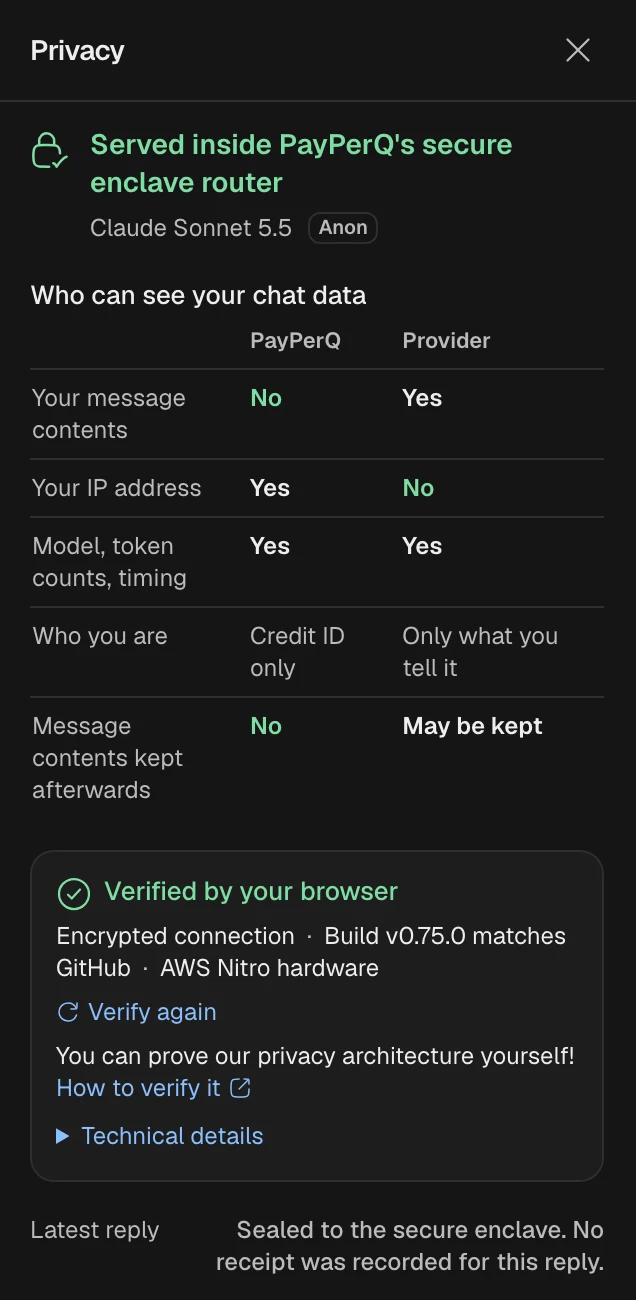 Privacy
Served inside PayPerQ's secure
enclave router
Claude Sonnet 5.5 Anon
Who can see your chat data
PayPerQ Provider
Your message
contents
No Yes
Your IP address Yes No
Model, token
counts, timing
Yes Yes
Who you are
Credit ID
only
Only what you
tell it
Message
contents kept
afterwards
No May be kept
Verified by your browser
Encrypted connection · Build v0.75.0 matches
GitHub · AWS Nitro hardware
Verify again
You can prove our privacy architecture yourself!
How to verify it
Technical details
Latest reply
Sealed to the secure enclave. No
receipt was recorded for this reply.